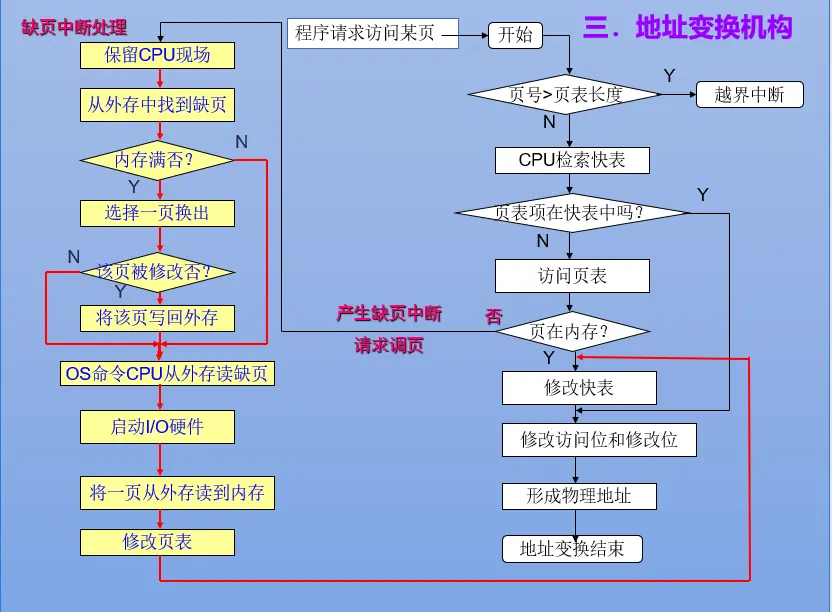 三．地址变换机构
缺页中断处理
程序请求访问某页
开始
保留CPU现场
页号>页表长度
Y
越界中断
N
从外存中找到缺页
CPU检索快表
内存满否？
N
Y
页表项在快表中吗？
Y
N
选择一页换出
访问页表
该页被修改否？
N
Y
将该页写回外存
产生缺页中断
请求调页
否
页在内存？
Y
OS命令CPU从外存读缺页
修改快表
启动I/O硬件
修改访问位和修改位
将一页从外存读到内存
形成物理地址
修改页表
地址变换结束